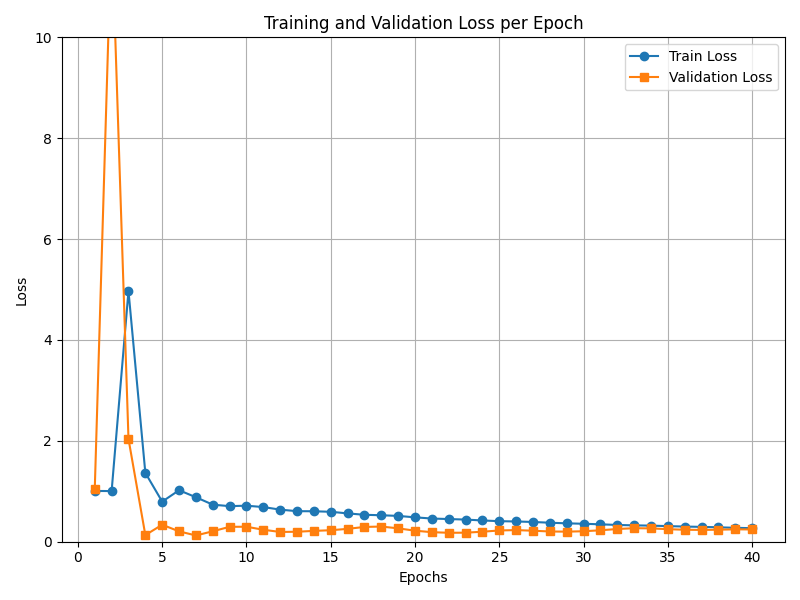 Training and Validation Loss per Epoch
10
8
6
4
2
0
Loss
Train Loss
Validation Loss
0 5 10 15 20 25 30 35 40
Epochs